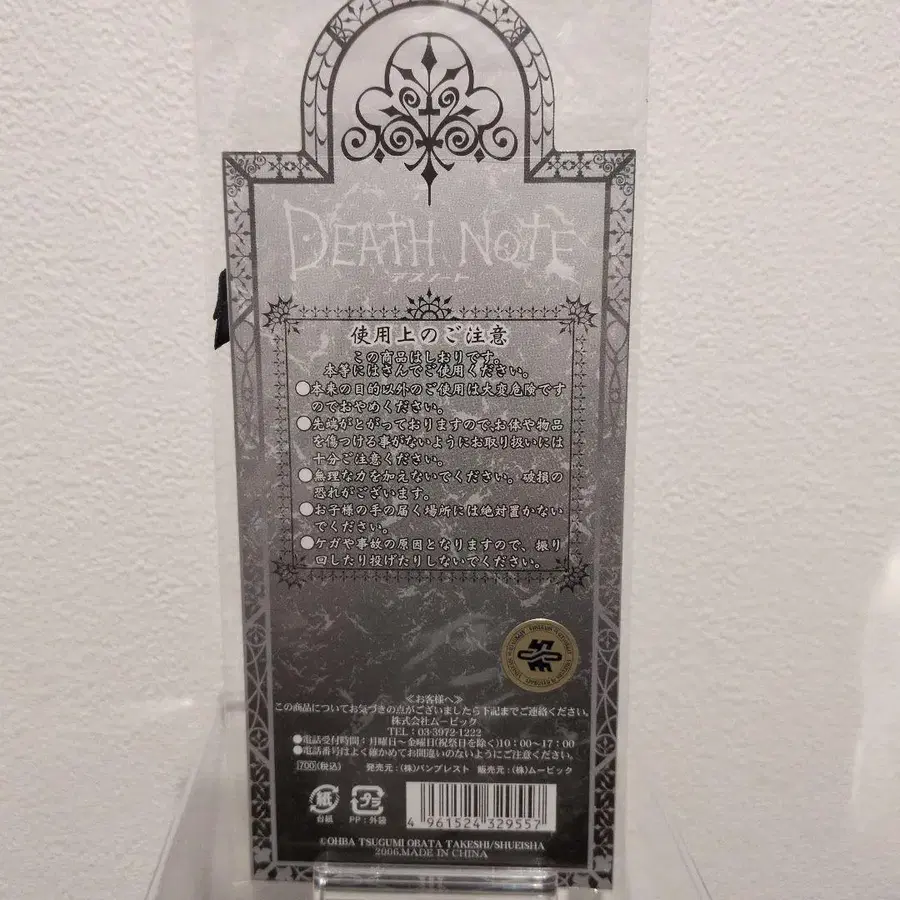 DEATH NOTE
デスノート
使用上のご注意
この商品はしおりです。
本等にはさんでご使用ください。
●本来の目的以外のご使用は大変危険です
のでおやめください。
●先端がとがっておりますのでお体や物品
を傷つける事がないようにお取り扱いには
十分ご注意ください。
●無理な力を加えないでください。破損の
恐れがございます。
●お子様の手の届く場所には絶対置かない
でください。
●ケガや事故の原因となりますので、振り
回したり投げたりしないでください。
≪お客様へ≫
この商品についてお気づきの点がございましたら下記までご連絡ください。
株式会社ムービック
TEL：03-3972-1222
●電話受付時間：月曜日～金曜日(祝祭日を除く)10：00～17：00
●電話番号はよく確かめてお間違いのないようにご注意ください。
700(税込) 発売元：(株)バンプレスト 販売元：(株)ムービック
紙 プラ
台紙 PP：外袋
4 961524 329557
©OHBA TSUGUMI OBATA TAKESHI/SHUEISHA
2006,MADE IN CHINA